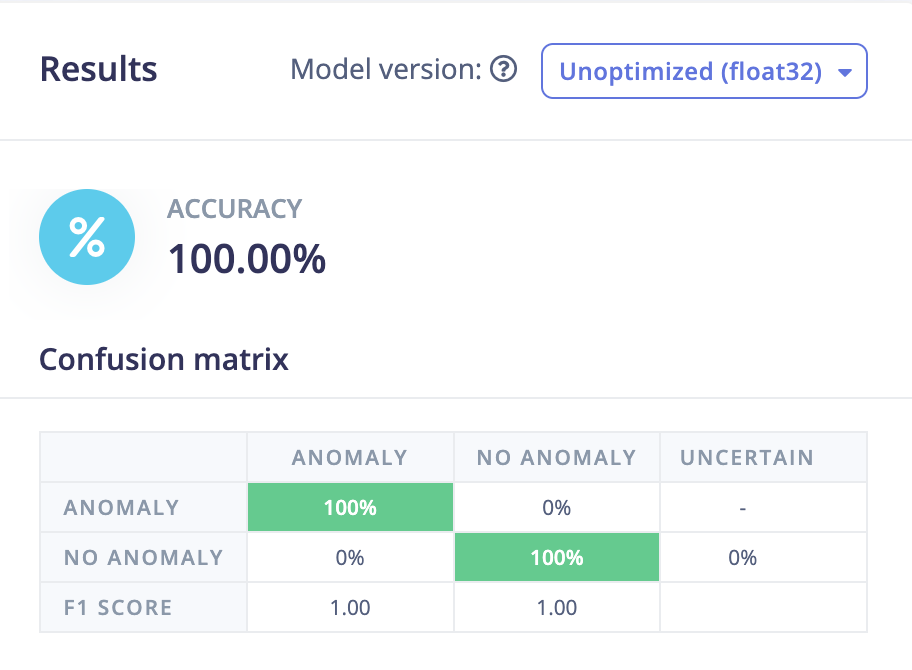 Results
Model version: ? Unoptimized (float32)
%
ACCURACY
100.00%
Confusion matrix
ANOMALY NO ANOMALY UNCERTAIN
ANOMALY 100% 0% -
NO ANOMALY 0% 100% 0%
F1 SCORE 1.00 1.00